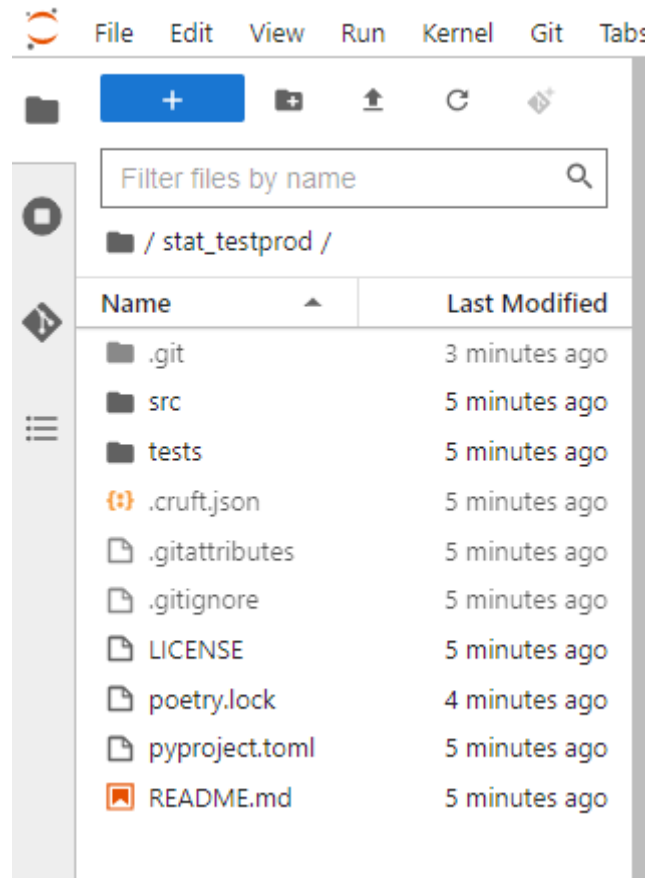 File Edit View Run Kernel Git Tabs
+
Filter files by name
/ stat_testprod /
Name Last Modified
.git 3 minutes ago
src 5 minutes ago
tests 5 minutes ago
{:} .cruft.json 5 minutes ago
.gitattributes 5 minutes ago
.gitignore 5 minutes ago
LICENSE 5 minutes ago
poetry.lock 4 minutes ago
pyproject.toml 5 minutes ago
README.md 5 minutes ago